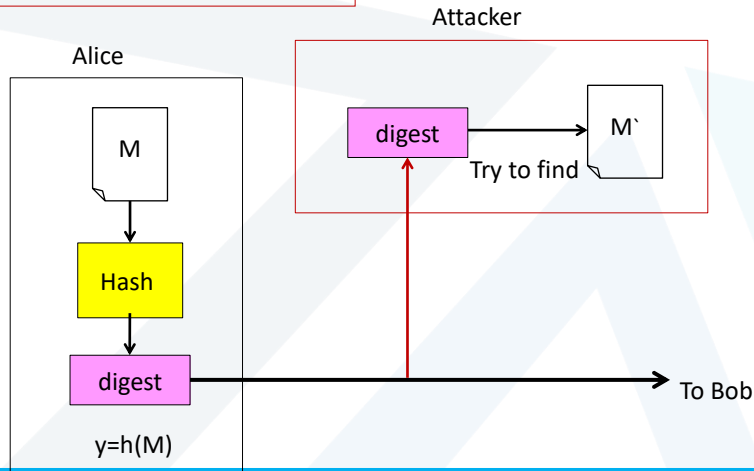 Attacker
Alice
M
digest
M`
Try to find
Hash
digest
To Bob
y=h(M)